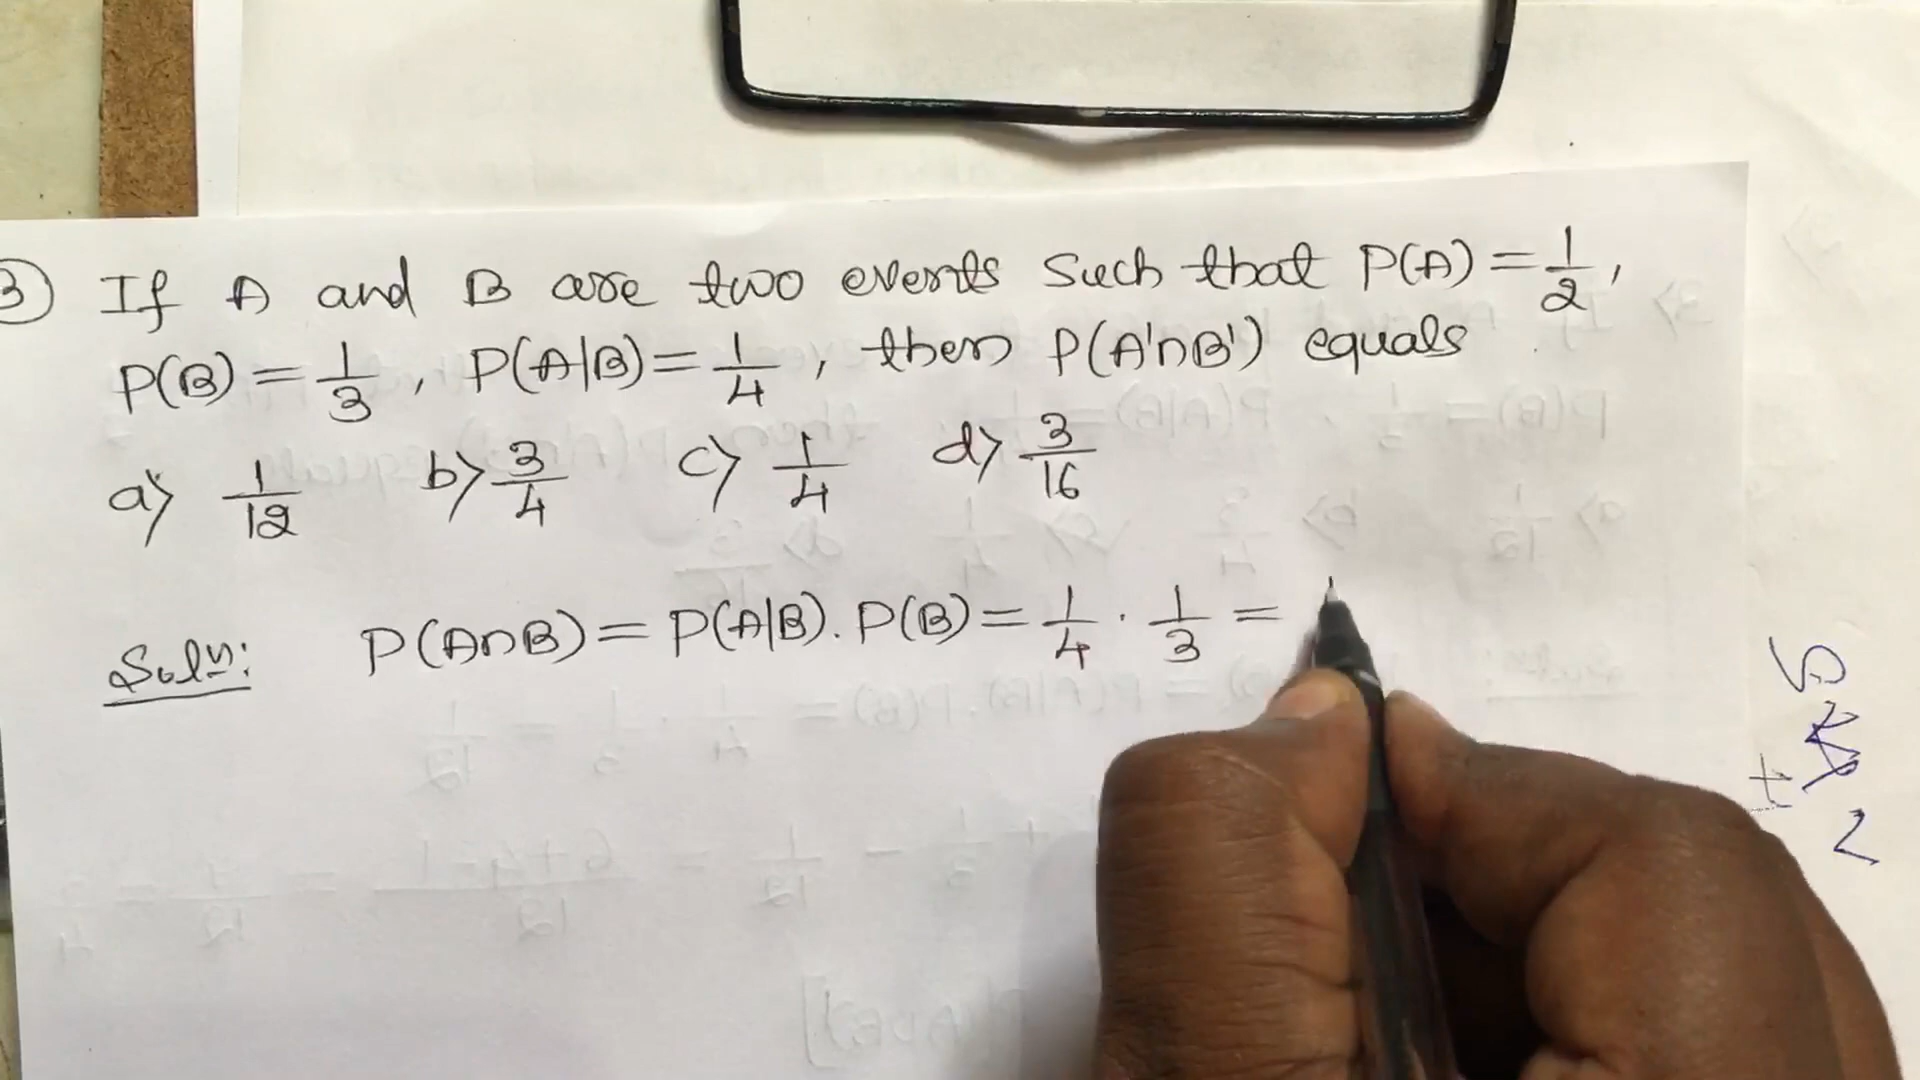 3) If A and B are two events such that P(A) = 1/2,
P(B) = 1/3, P(A|B) = 1/4, then P(A'∩B') equals
a) 1/12 b) 3/4 c) 1/4 d) 3/16
Soln: P(A∩B) = P(A|B). P(B) = 1/4 · 1/3 =